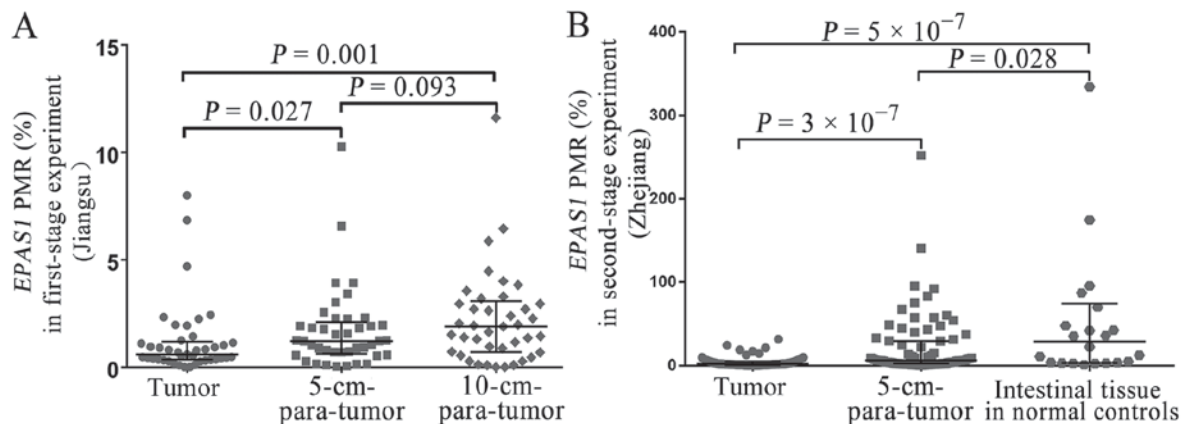 A
EPAS1 PMR (%)
in first-stage experiment
(Jiangsu)
15
10
5
0
P = 0.001
P = 0.093
P = 0.027
Tumor
5-cm-
para-tumor
10-cm-
para-tumor
B
EPAS1 PMR (%)
in second-stage experiment
(Zhejiang)
400
300
200
100
0
P = 5 × 10⁻⁷
P = 0.028
P = 3 × 10⁻⁷
Tumor
5-cm-
para-tumor
Intestinal tissue
in normal controls